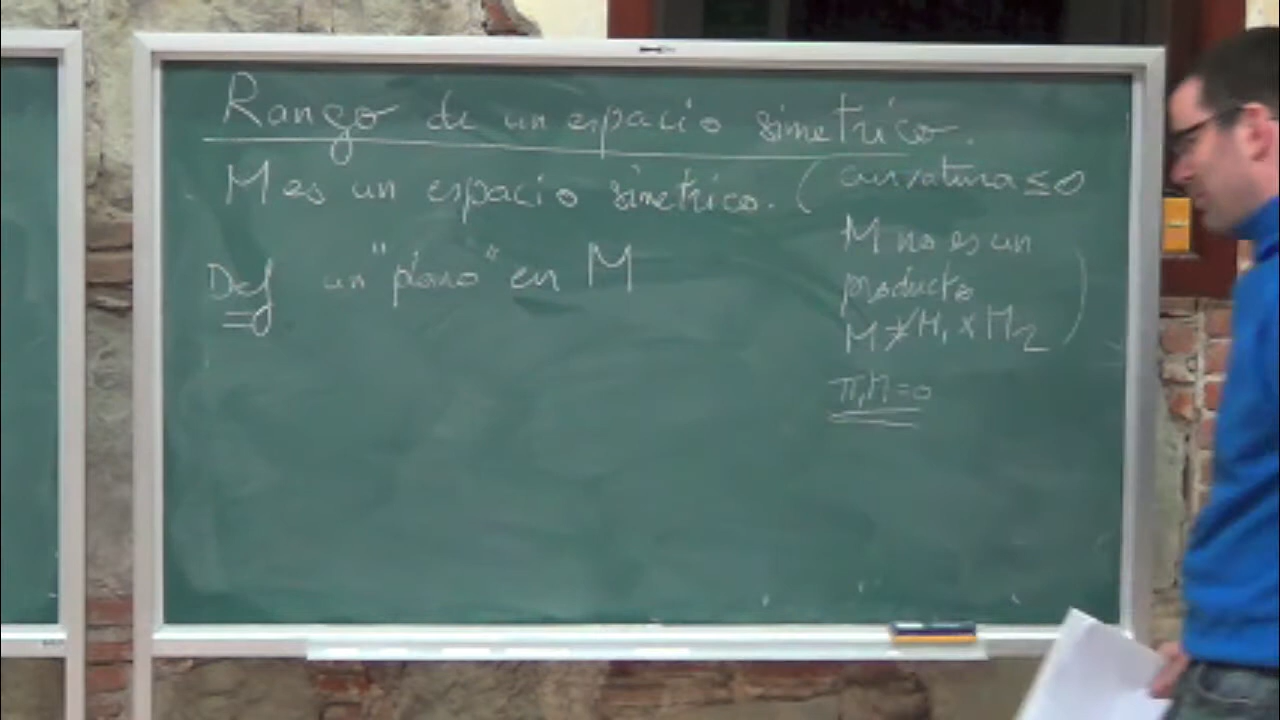 Rango de un espacio simetrico.
M es un espacio simetrico. (curvatura ≤ 0
M no es un
producto
M ≠ M₁ x M₂)
π₁M = 0
Def un "plano" en M